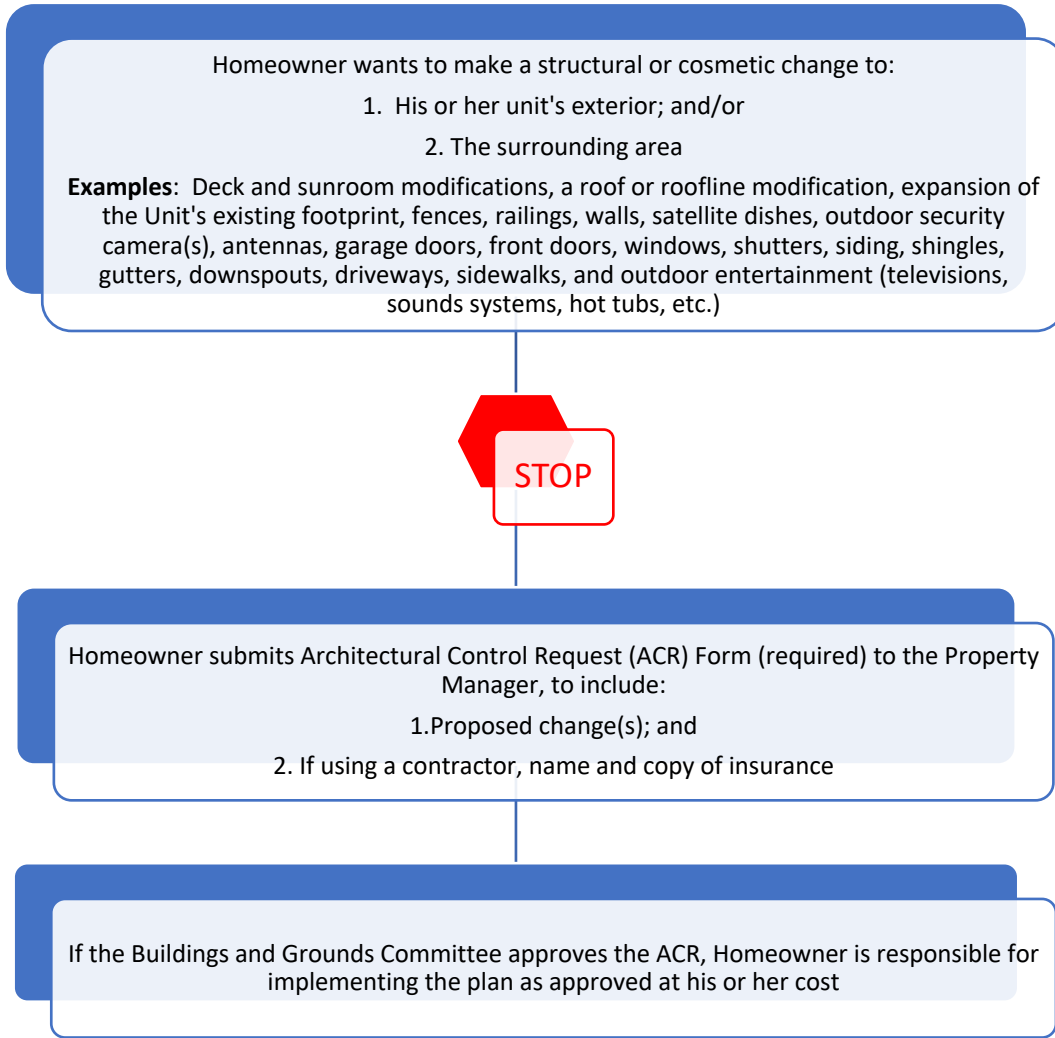 Homeowner wants to make a structural or cosmetic change to:
1. His or her unit's exterior; and/or
2. The surrounding area
Examples: Deck and sunroom modifications, a roof or roofline modification, expansion of
the Unit's existing footprint, fences, railings, walls, satellite dishes, outdoor security
camera(s), antennas, garage doors, front doors, windows, shutters, siding, shingles,
gutters, downspouts, driveways, sidewalks, and outdoor entertainment (televisions,
sounds systems, hot tubs, etc.)
STOP
Homeowner submits Architectural Control Request (ACR) Form (required) to the Property
Manager, to include:
1.Proposed change(s); and
2. If using a contractor, name and copy of insurance
If the Buildings and Grounds Committee approves the ACR, Homeowner is responsible for
implementing the plan as approved at his or her cost